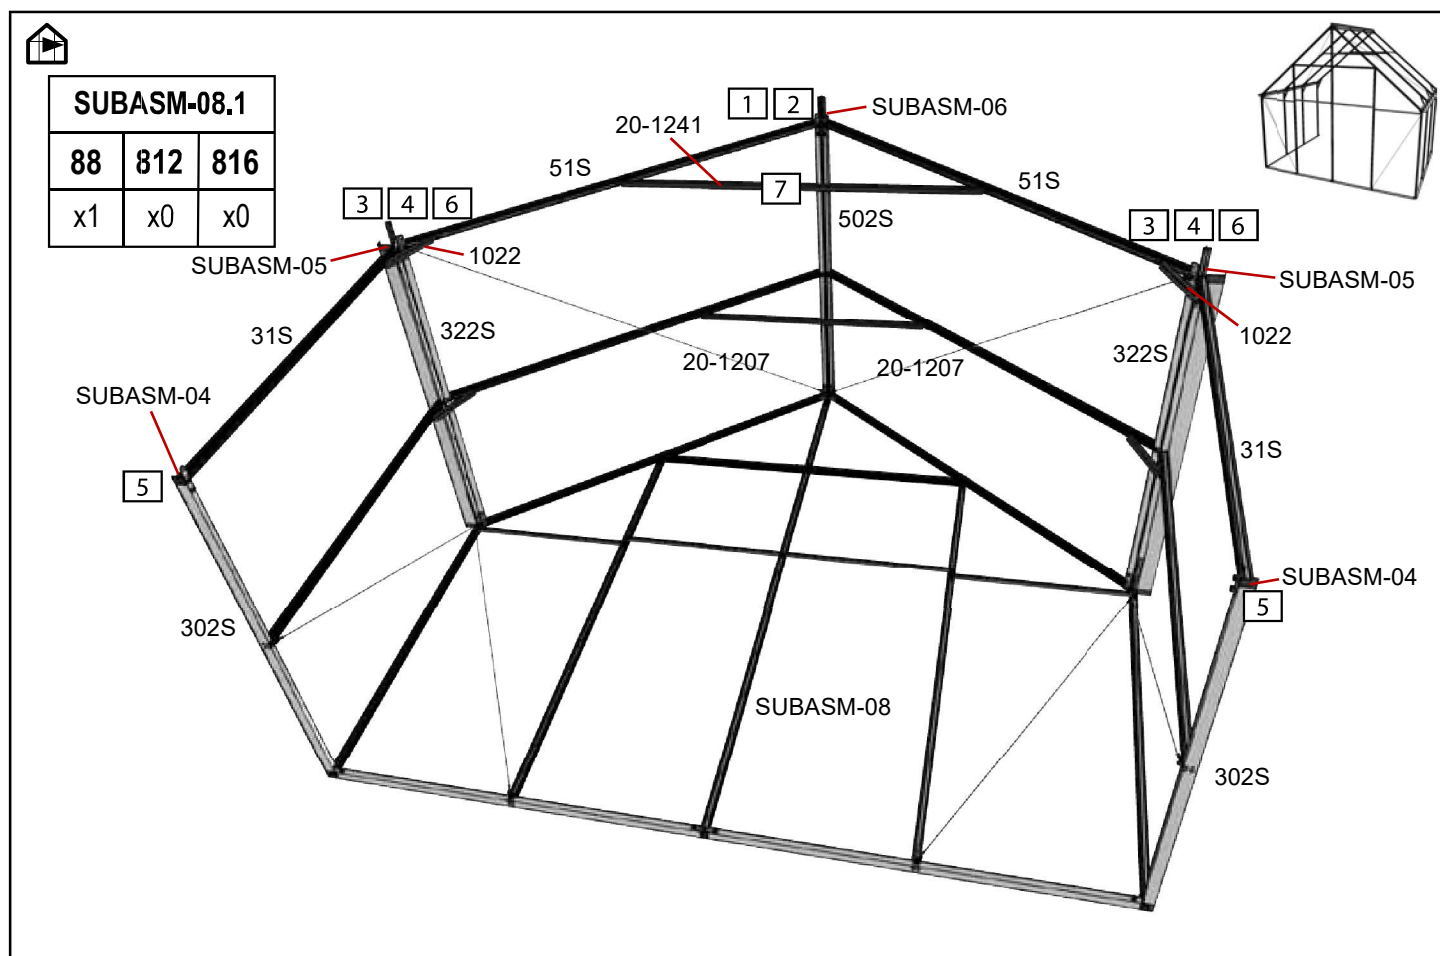 SUBASM-08.1
88 812 816
x1 x0 x0
1 2
SUBASM-06
20-1241
51S
7
51S
3 4 6
502S
3 4 6
SUBASM-05
1022
SUBASM-05
31S
322S
322S
1022
20-1207
20-1207
SUBASM-04
31S
5
SUBASM-04
5
302S
SUBASM-08
302S